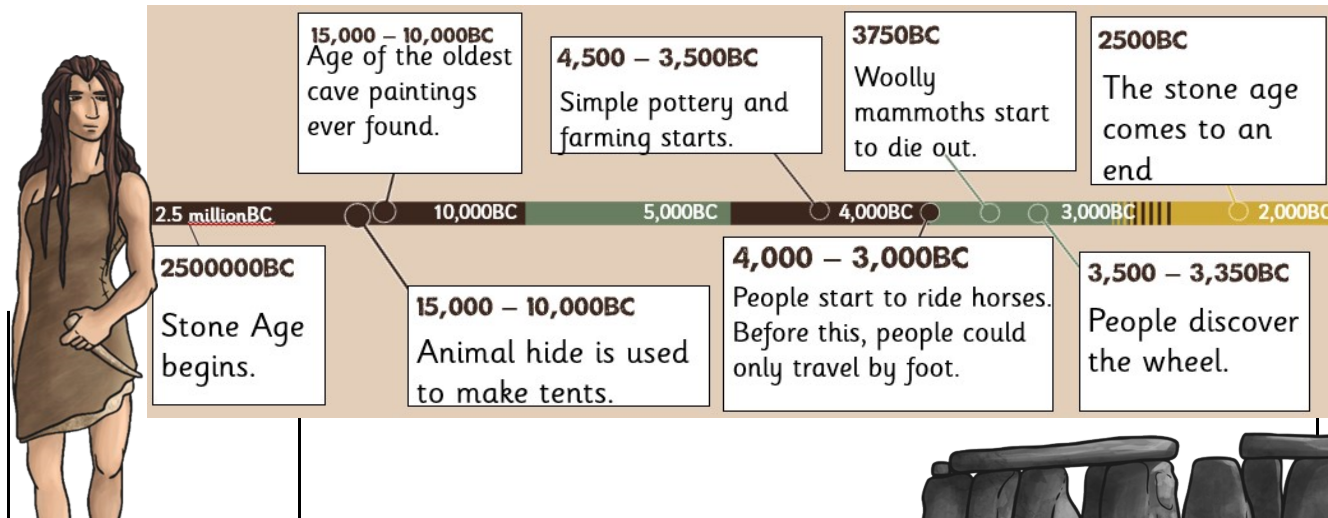 15,000 – 10,000BC
Age of the oldest
cave paintings
ever found.
4,500 – 3,500BC
Simple pottery and
farming starts.
3750BC
Woolly
mammoths start
to die out.
2500BC
The stone age
comes to an
end
2.5 millionBC
10,000BC
5,000BC
4,000BC
3,000BC
2,000BC
2500000BC
Stone Age
begins.
15,000 – 10,000BC
Animal hide is used
to make tents.
4,000 – 3,000BC
People start to ride horses.
Before this, people could
only travel by foot.
3,500 – 3,350BC
People discover
the wheel.